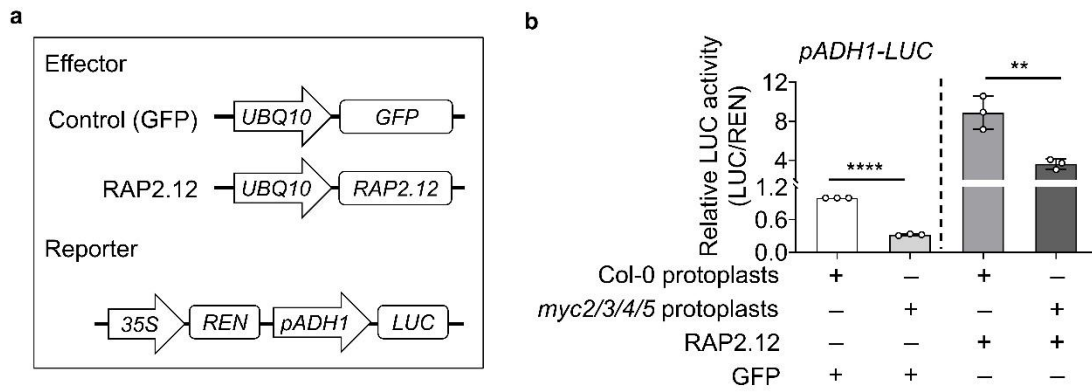 a
Effector
Control (GFP) UBQ10 GFP
RAP2.12 UBQ10 RAP2.12
Reporter
35S REN pADH1 LUC
b
pADH1-LUC
Relative LUC activity
(LUC/REN)
12
8
4
1.2
0.6
0.0
****
**
Col-0 protoplasts + – + –
myc2/3/4/5 protoplasts – + – +
RAP2.12 – – + +
GFP + + – –